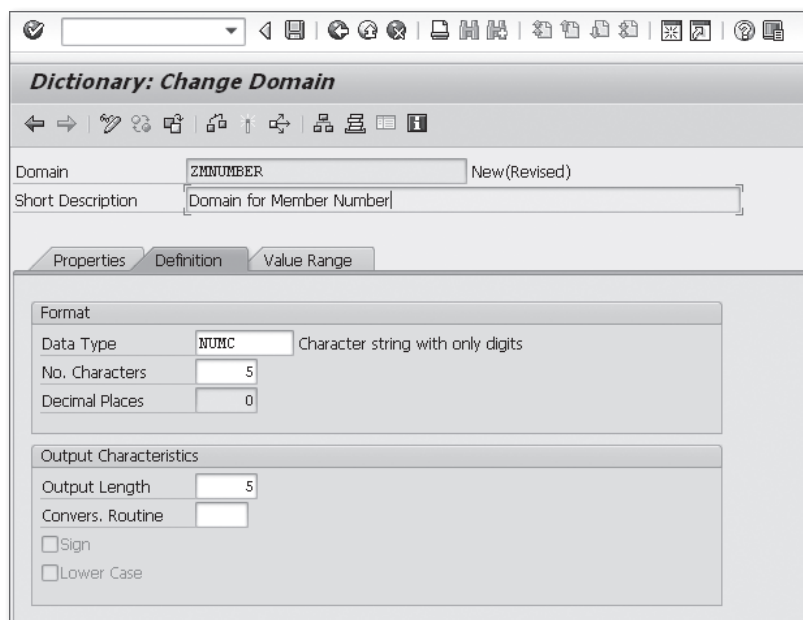 Dictionary: Change Domain
Domain ZMNUMBER New(Revised)
Short Description Domain for Member Number
Properties Definition Value Range
Format
Data Type NUMC Character string with only digits
No. Characters 5
Decimal Places 0
Output Characteristics
Output Length 5
Convers. Routine
Sign
Lower Case